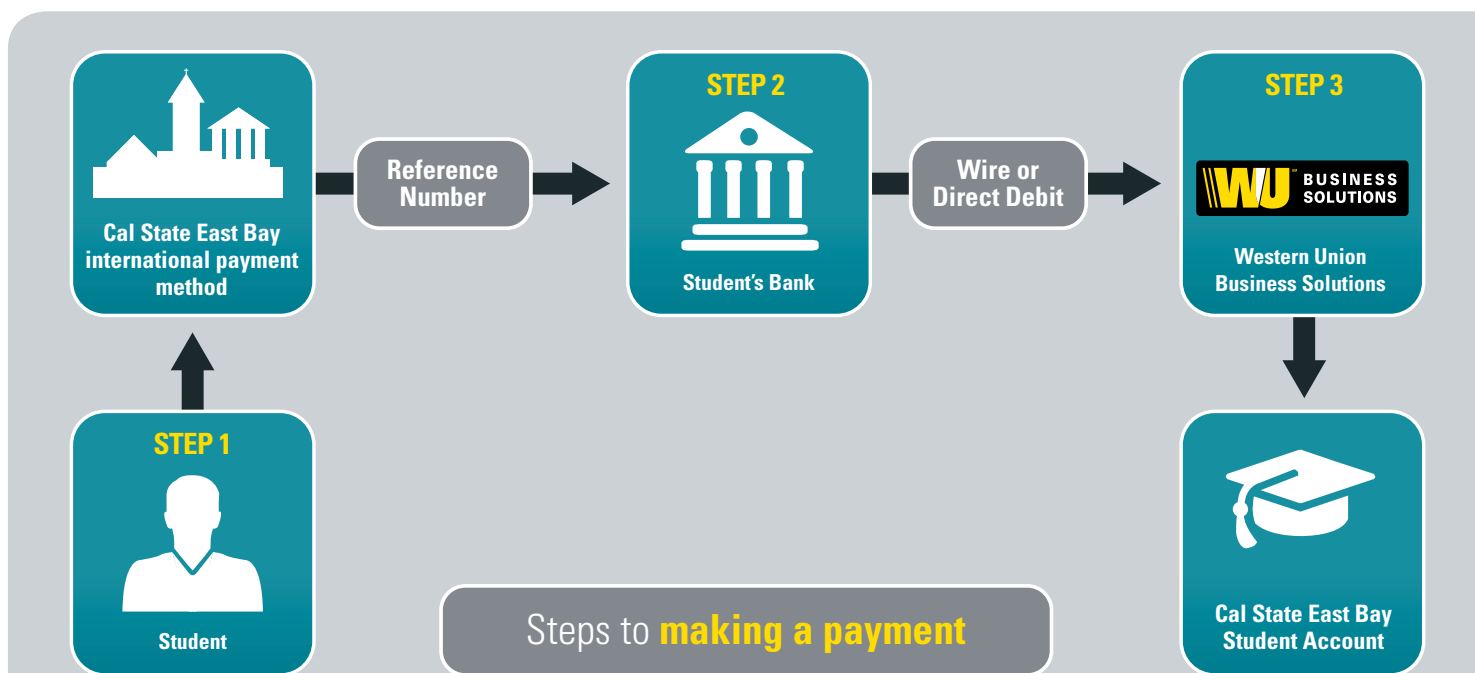 STEP 1
Student
Cal State East Bay
international payment
method
Reference
Number
STEP 2
Student’s Bank
Wire or
Direct Debit
STEP 3
WU BUSINESS
SOLUTIONS
Western Union
Business Solutions
Cal State East Bay
Student Account
Steps to making a payment